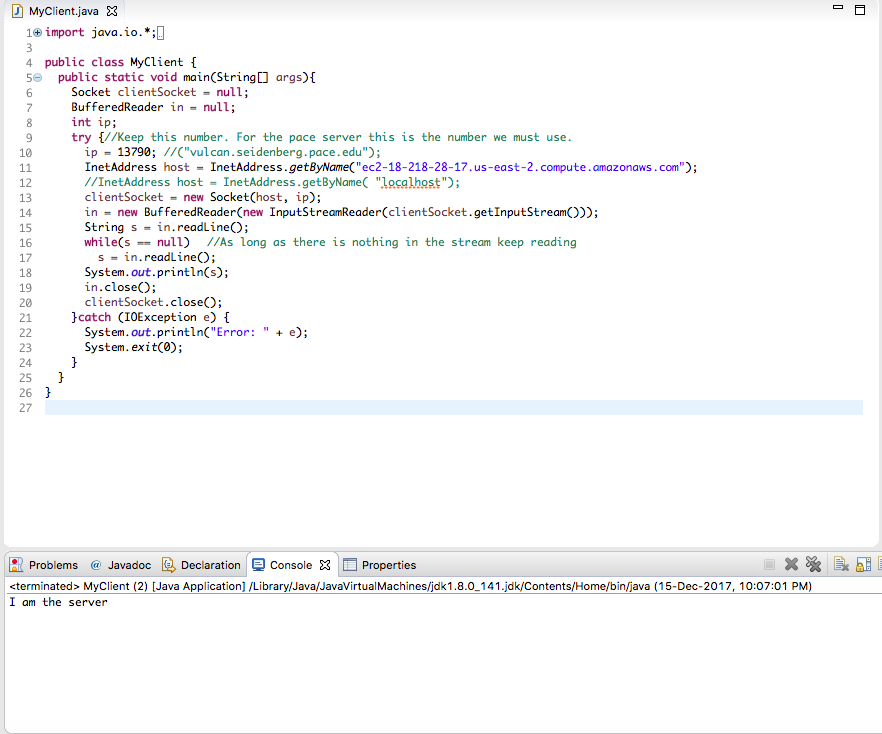 MyClient.java
1 import java.io.*;
3
4 public class MyClient {
5 public static void main(String[] args){
6 Socket clientSocket = null;
7 BufferedReader in = null;
8 int ip;
9 try {//Keep this number. For the pace server this is the number we must use.
10 ip = 13790; //("vulcan.seidenberg.pace.edu");
11 InetAddress host = InetAddress.getByName("ec2-18-218-28-17.us-east-2.compute.amazonaws.com");
12 //InetAddress host = InetAddress.getByName( "localhost");
13 clientSocket = new Socket(host, ip);
14 in = new BufferedReader(new InputStreamReader(clientSocket.getInputStream()));
15 String s = in.readLine();
16 while(s == null) //As long as there is nothing in the stream keep reading
17 s = in.readLine();
18 System.out.println(s);
19 in.close();
20 clientSocket.close();
21 }catch (IOException e) {
22 System.out.println("Error: " + e);
23 System.exit(0);
24 }
25 }
26 }
27
Problems @ Javadoc Declaration Console Properties
<terminated> MyClient (2) [Java Application] /Library/Java/JavaVirtualMachines/jdk1.8.0_141.jdk/Contents/Home/bin/java (15-Dec-2017, 10:07:01 PM)
I am the server